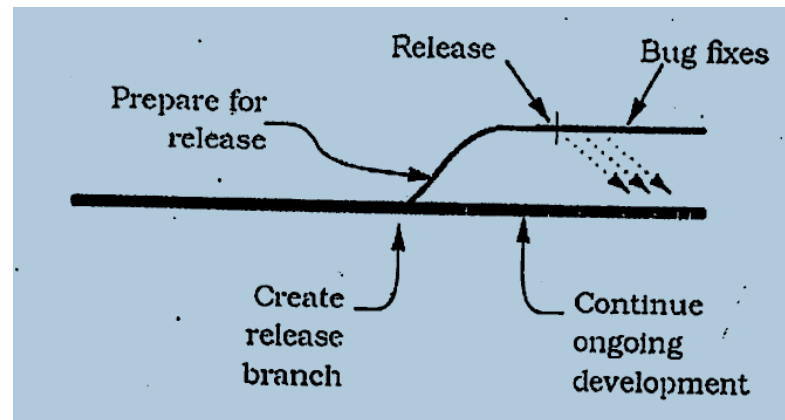 Release
Bug fixes
Prepare for
release
Create
release
branch
Continue
ongoing
development